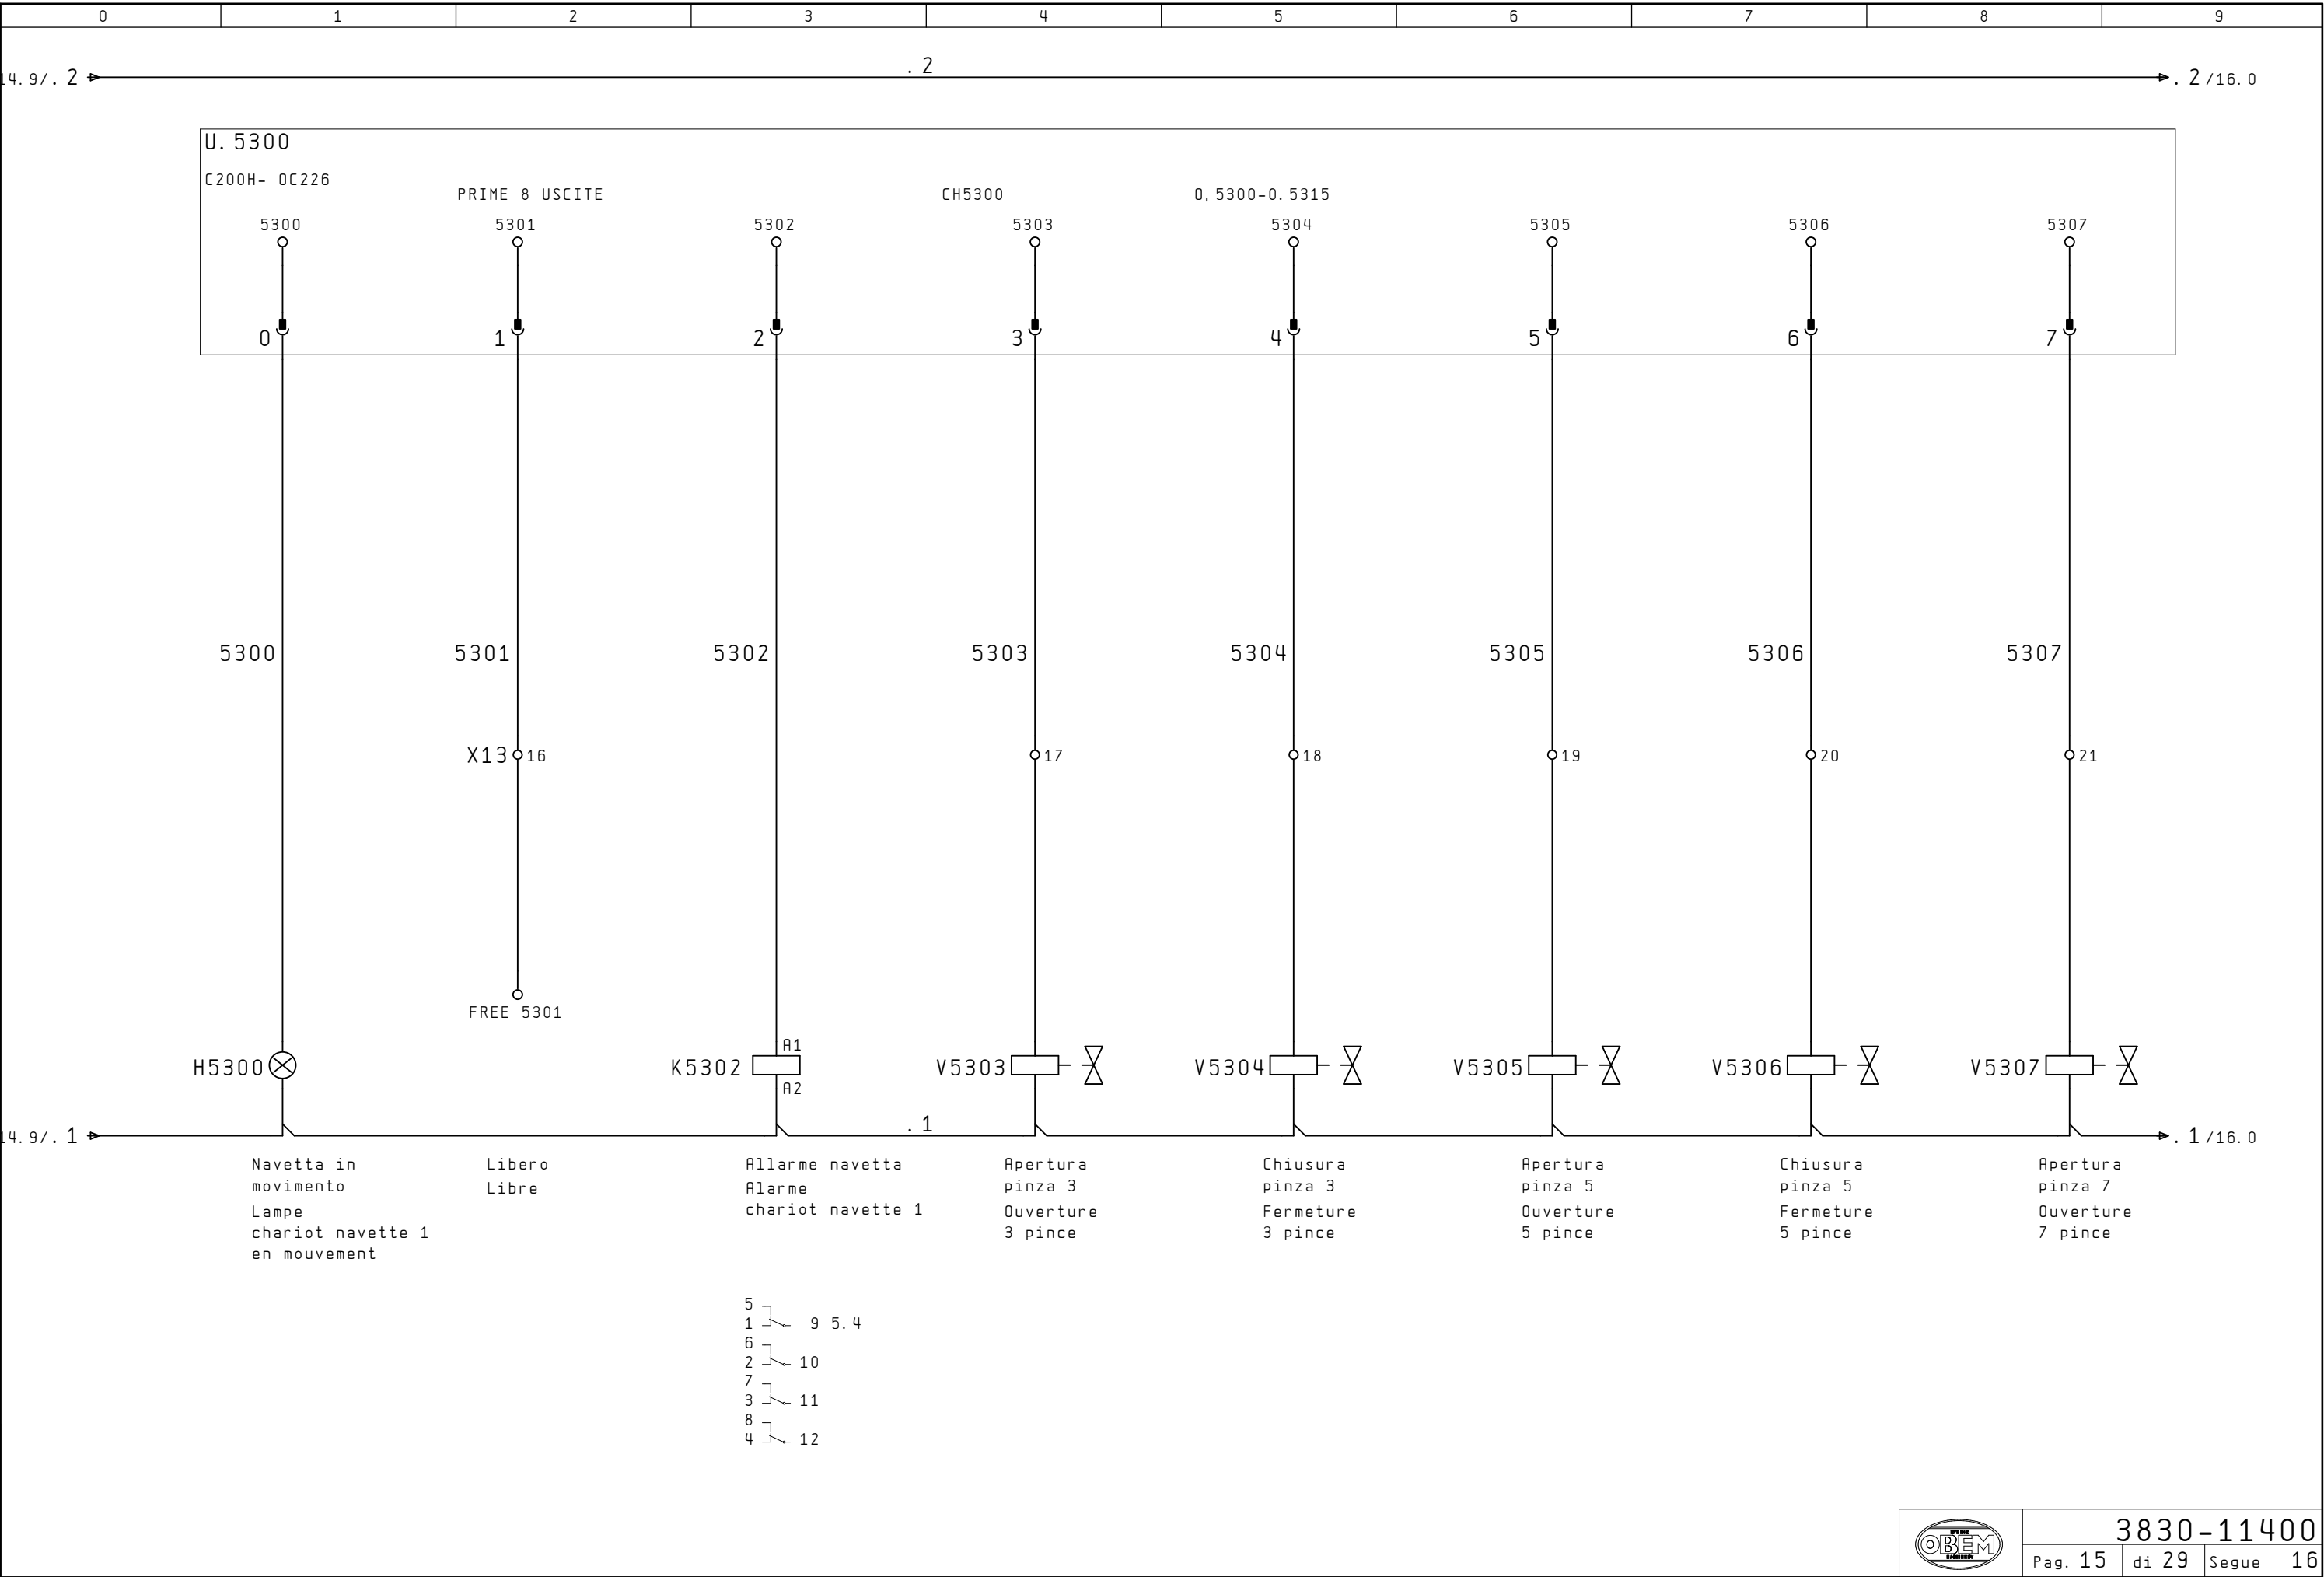 0 1 2 3 4 5 6 7 8 9
14.9/. 2 . 2 . 2 /16.0
U. 5300
C200H- OC226
PRIME 8 USCITE CH5300 0,5300-0.5315
5300 5301 5302 5303 5304 5305 5306 5307
0 1 2 3 4 5 6 7
5300 5301 5302 5303 5304 5305 5306 5307
X13 16 17 18 19 20 21
FREE 5301
A1
H5300 K5302 V5303 V5304 V5305 V5306 V5307
A2
14.9/. 1 . 1 . 1 /16.0
Navetta in
movimento
Lampe
chariot navette 1
en mouvement
Libero
Libre
Allarme navetta
Alarme
chariot navette 1
Apertura
pinza 3
Ouverture
3 pince
Chiusura
pinza 3
Fermeture
3 pince
Apertura
pinza 5
Ouverture
5 pince
Chiusura
pinza 5
Fermeture
5 pince
Apertura
pinza 7
Ouverture
7 pince
5
1 9 5.4
6
2 10
7
3 11
8
4 12
OBEM
3830-11400
Pag. 15 di 29 Segue 16